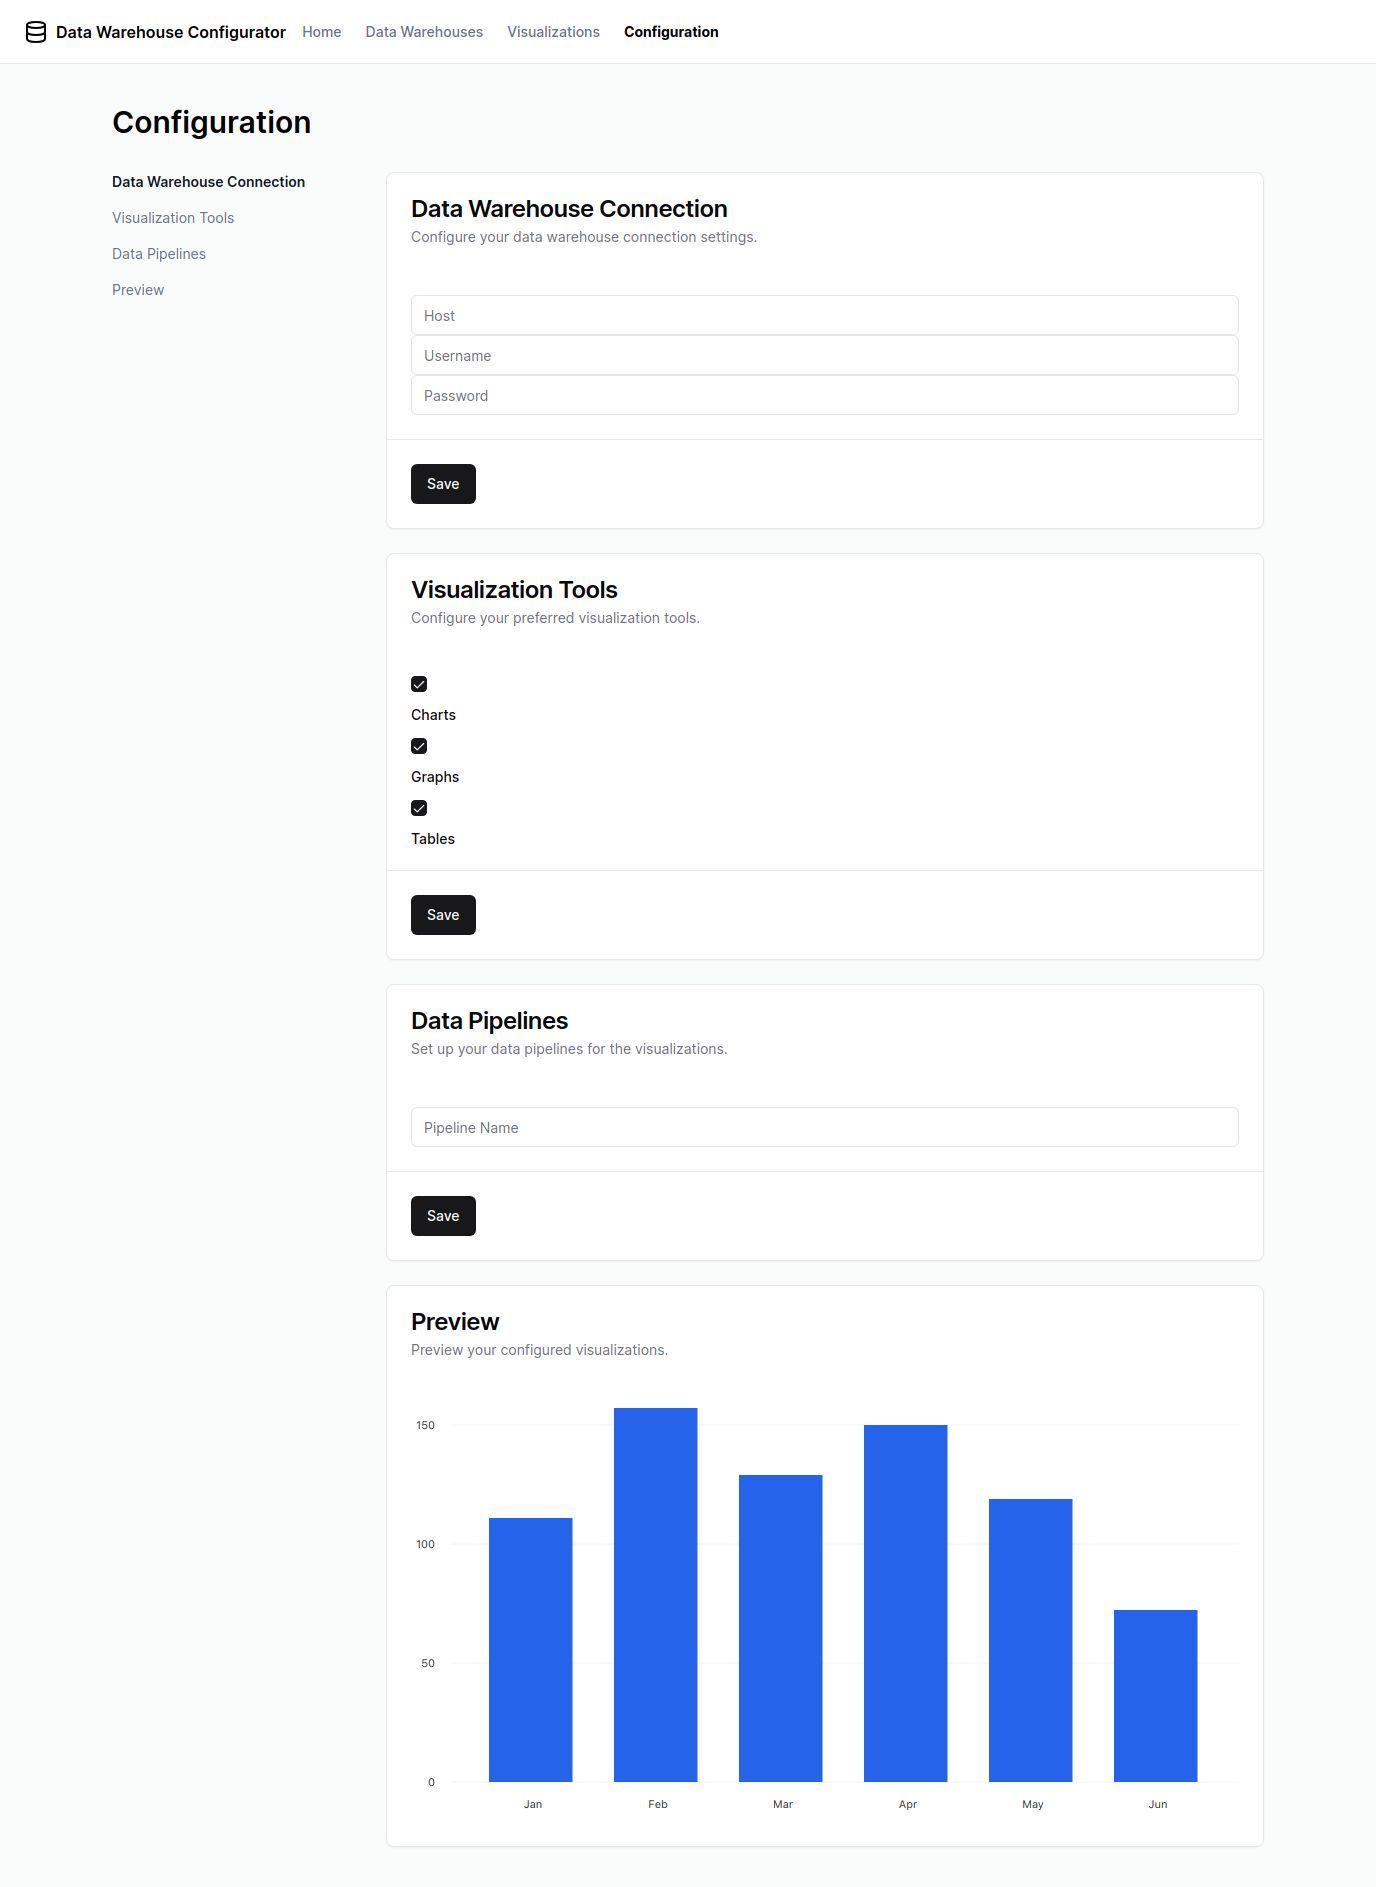 Data Warehouse Configurator Home Data Warehouses Visualizations Configuration
Configuration
Data Warehouse Connection
Visualization Tools
Data Pipelines
Preview
Data Warehouse Connection
Configure your data warehouse connection settings.
Host
Username
Password
Save
Visualization Tools
Configure your preferred visualization tools.
Charts
Graphs
Tables
Save
Data Pipelines
Set up your data pipelines for the visualizations.
Pipeline Name
Save
Preview
Preview your configured visualizations.
150
100
50
0
Jan Feb Mar Apr May Jun